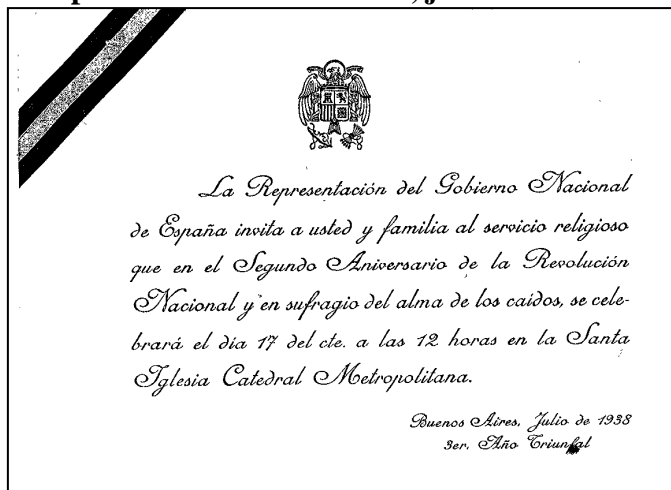 La Representación del Gobierno Nacional
de España invita a usted y familia al servicio religioso
que en el Segundo Aniversario de la Revolución
Nacional y en sufragio del alma de los caídos, se cele-
brará el día 17 del cte. a las 12 horas en la Santa
Iglesia Catedral Metropolitana.
Buenos Aires, Julio de 1938
3er. Año Triunfal